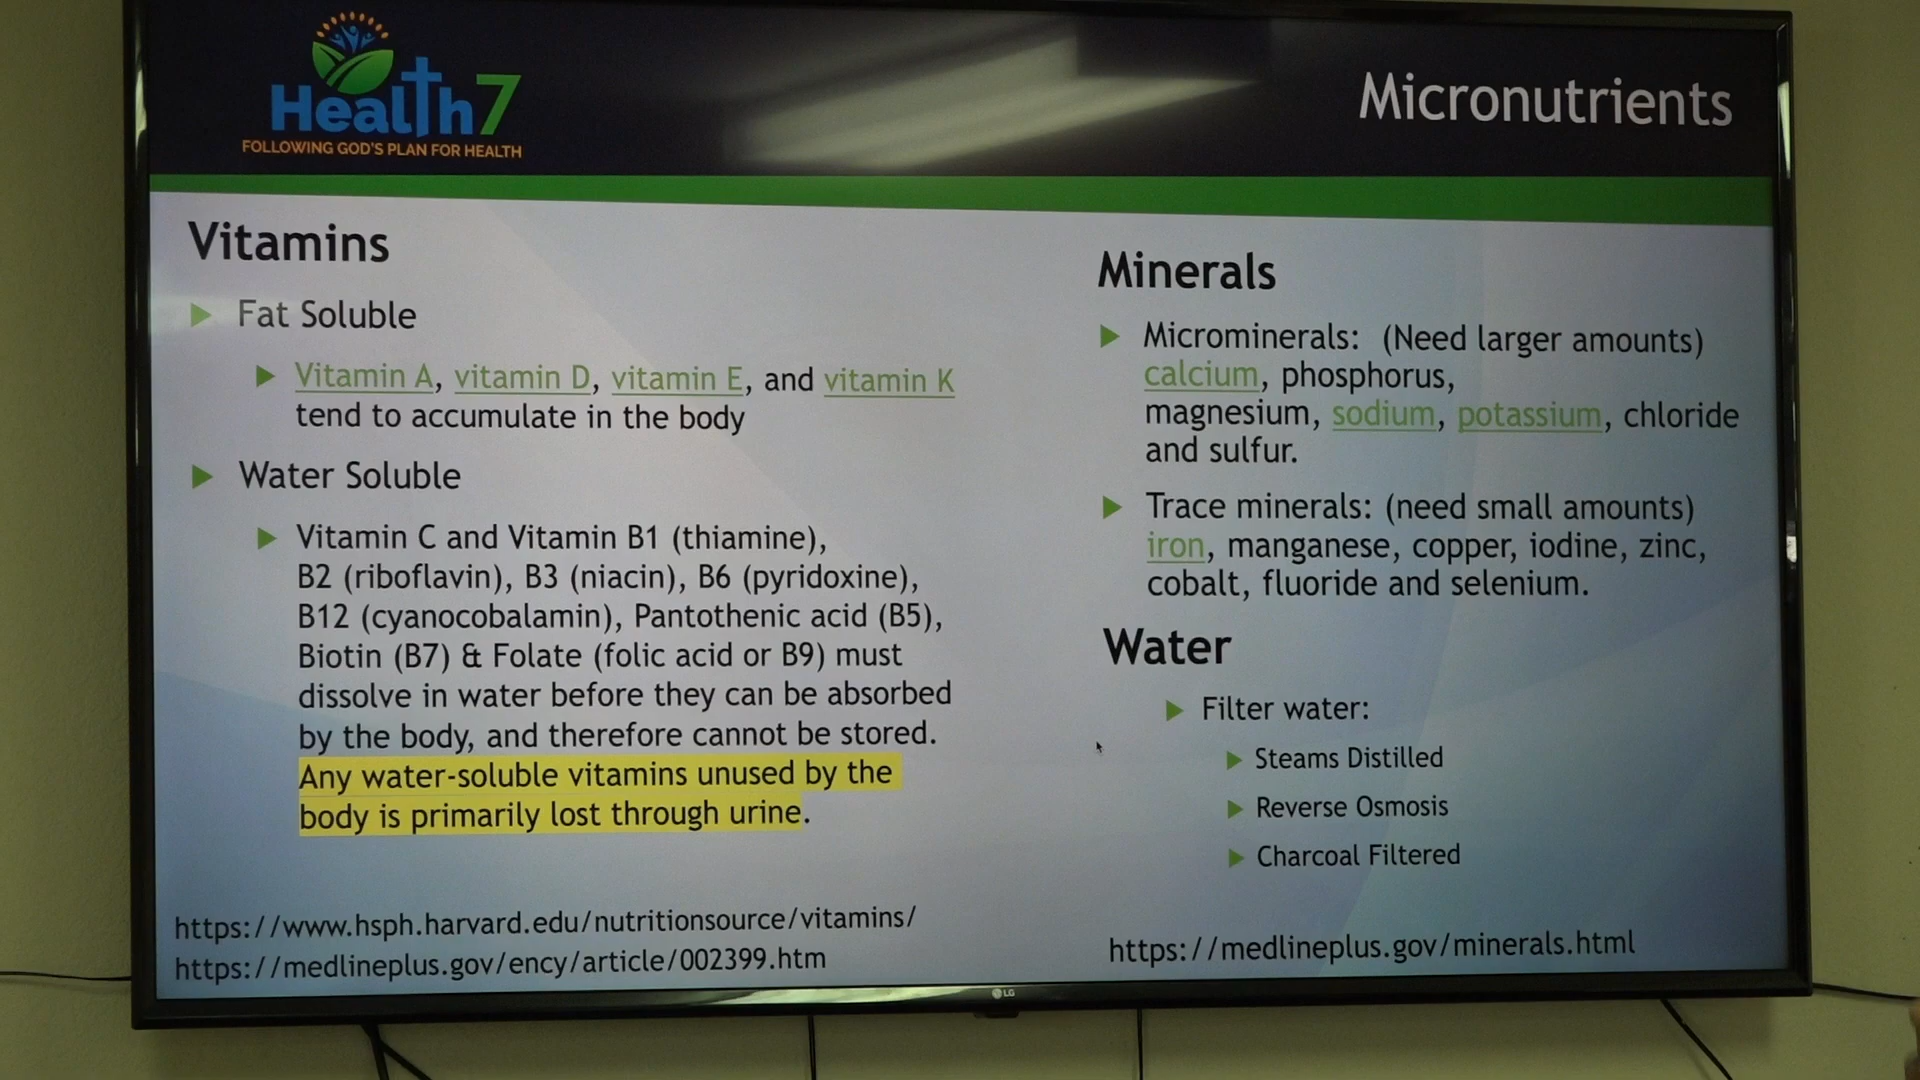 Health7
FOLLOWING GOD'S PLAN FOR HEALTH
Micronutrients
Vitamins
Fat Soluble
Vitamin A, vitamin D, vitamin E, and vitamin K
tend to accumulate in the body
Water Soluble
Vitamin C and Vitamin B1 (thiamine),
B2 (riboflavin), B3 (niacin), B6 (pyridoxine),
B12 (cyanocobalamin), Pantothenic acid (B5),
Biotin (B7) & Folate (folic acid or B9) must
dissolve in water before they can be absorbed
by the body, and therefore cannot be stored.
Any water-soluble vitamins unused by the
body is primarily lost through urine.
https://www.hsph.harvard.edu/nutritionsource/vitamins/
https://medlineplus.gov/ency/article/002399.htm
Minerals
Microminerals: (Need larger amounts)
calcium, phosphorus,
magnesium, sodium, potassium, chloride
and sulfur.
Trace minerals: (need small amounts)
iron, manganese, copper, iodine, zinc,
cobalt, fluoride and selenium.
Water
Filter water:
Steams Distilled
Reverse Osmosis
Charcoal Filtered
https://medlineplus.gov/minerals.html
LG